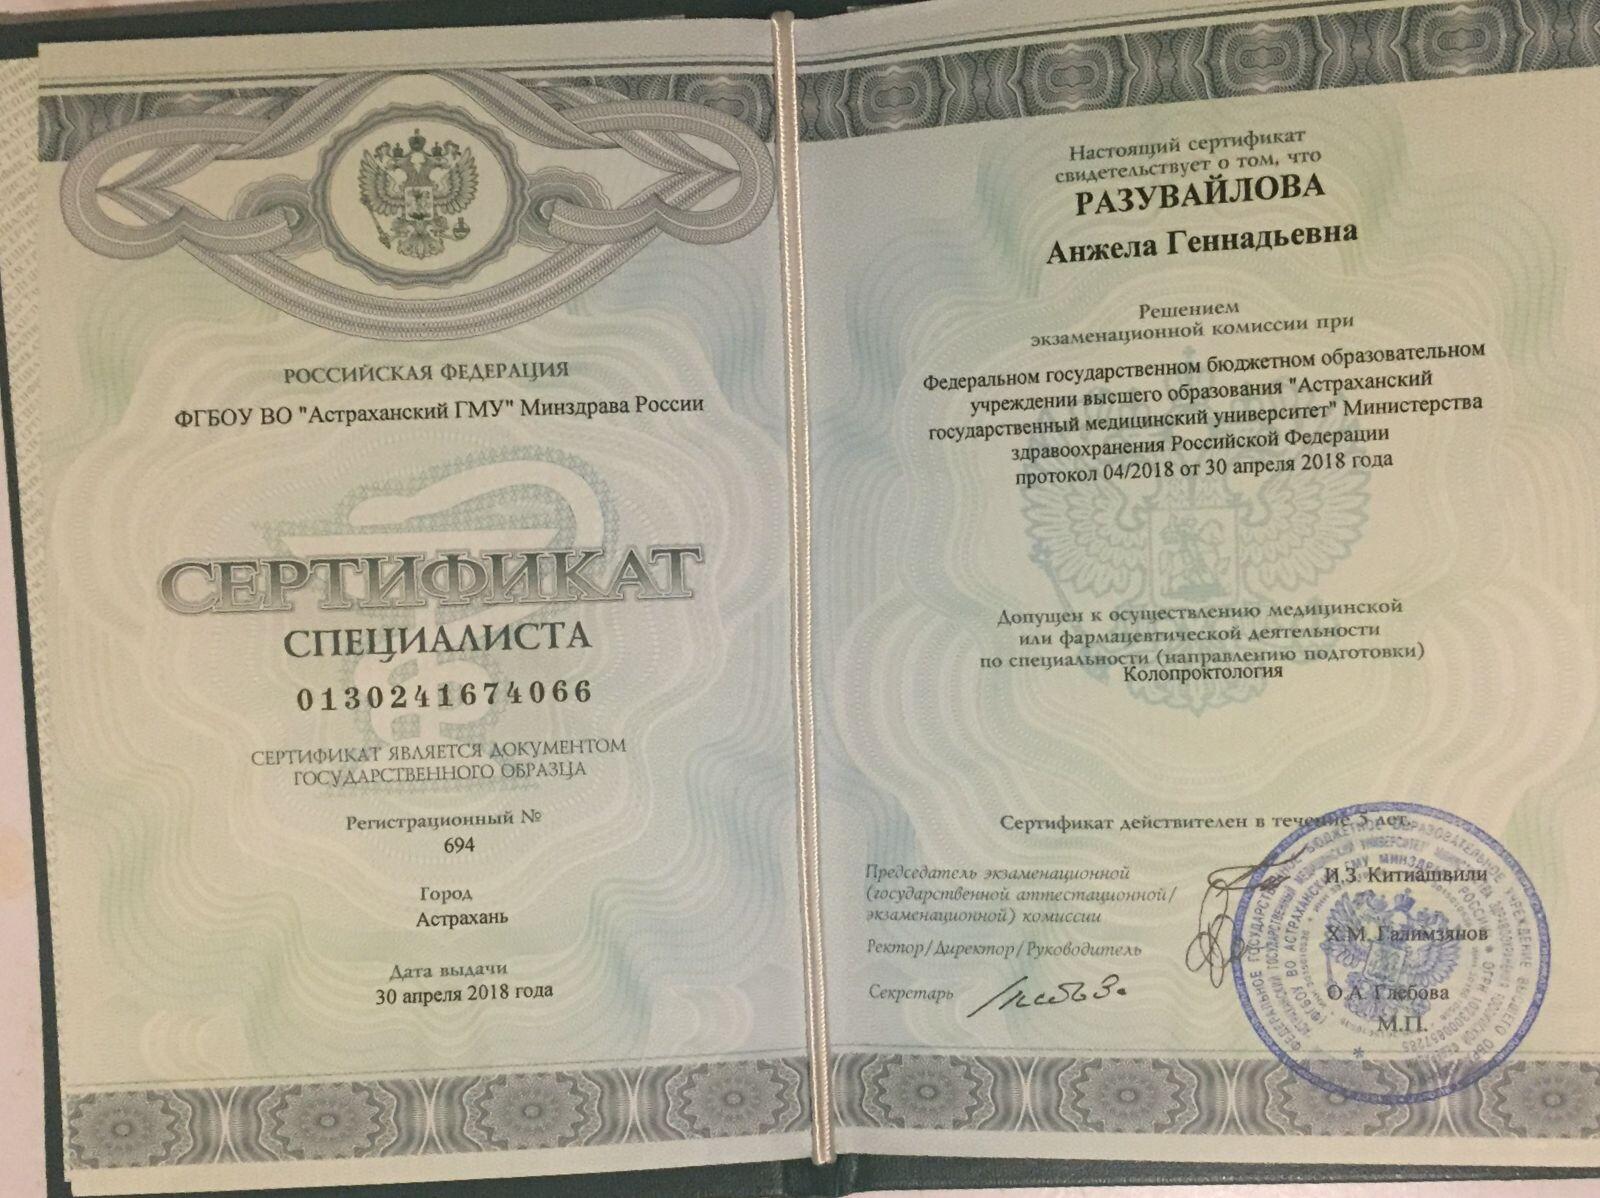 РОССИЙСКАЯ ФЕДЕРАЦИЯ
ФГБОУ ВО "Астраханский ГМУ" Минздрава России
СЕРТИФИКАТ
СПЕЦИАЛИСТА
0130241674066
СЕРТИФИКАТ ЯВЛЯЕТСЯ ДОКУМЕНТОМ
ГОСУДАРСТВЕННОГО ОБРАЗЦА
Регистрационный №
694
Город
Астрахань
Дата выдачи
30 апреля 2018 года
Настоящий сертификат
свидетельствует о том, что
РАЗУВАЙЛОВА
Анжела Геннадьевна
Решением
экзаменационной комиссии при
Федеральном государственном бюджетном образовательном
учреждении высшего образования "Астраханский
государственный медицинский университет" Министерства
здравоохранения Российской Федерации
протокол 04/2018 от 30 апреля 2018 года
Допущен к осуществлению медицинской
или фармацевтической деятельности
по специальности (направлению подготовки)
Колопроктология
Сертификат действителен в течение 5 лет.
Председатель экзаменационной
(государственной аттестационной/
экзаменационной) комиссии
И.З. Китиашвили
Ректор/Директор/Руководитель
Х.М. Галимзянов
Секретарь
О.А. Глебова
М.П.